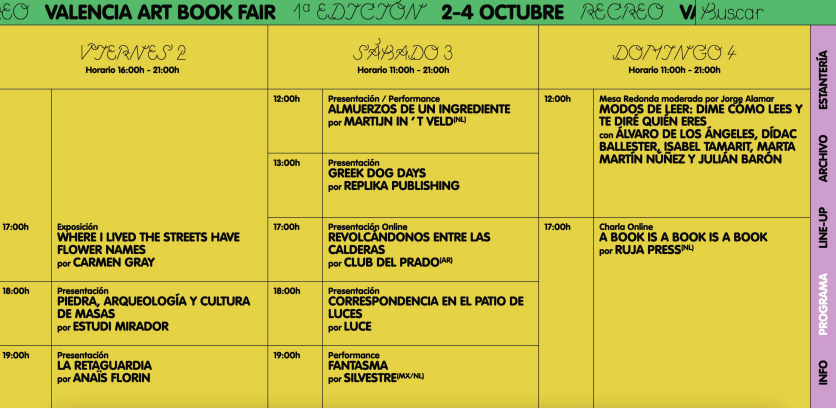 EO VALENCIA ART BOOK FAIR 1ª EDICIÓN 2-4 OCTUBRE RECREO VA Buscar
VIERNES 2
Horario 16:00h - 21:00h
17:00h
Exposición
WHERE I LIVED THE STREETS HAVE
FLOWER NAMES
por CARMEN GRAY
18:00h
Presentación
PIEDRA, ARQUEOLOGÍA Y CULTURA
DE MASAS
por ESTUDI MIRADOR
19:00h
Presentación
LA RETAGUARDIA
por ANAÏS FLORIN
SÁBADO 3
Horario 11:00h - 21:00h
12:00h
Presentación / Performance
ALMUERZOS DE UN INGREDIENTE
por MARTIJN IN ' T VELD(NL)
13:00h
Presentación
GREEK DOG DAYS
por REPLIKA PUBLISHING
17:00h
Presentación Online
REVOLCÁNDONOS ENTRE LAS
CALDERAS
por CLUB DEL PRADO(AR)
18:00h
Presentación
CORRESPONDENCIA EN EL PATIO DE
LUCES
por LUCE
19:00h
Performance
FANTASMA
por SILVESTRE(MX/NL)
DOMINGO 4
Horario 11:00h - 21:00h
12:00h
Mesa Redonda moderada por Jorge Alamar
MODOS DE LEER: DIME CÓMO LEES Y
TE DIRÉ QUIÉN ERES
con ÁLVARO DE LOS ÁNGELES, DÍDAC
BALLESTER, ISABEL TAMARIT, MARTA
MARTÍN NÚÑEZ Y JULIÁN BARÓN
17:00h
Charla Online
A BOOK IS A BOOK IS A BOOK
por RUJA PRESS(NL)
ESTANTERÍA
ARCHIVO
LINE-UP
PROGRAMA
INFO